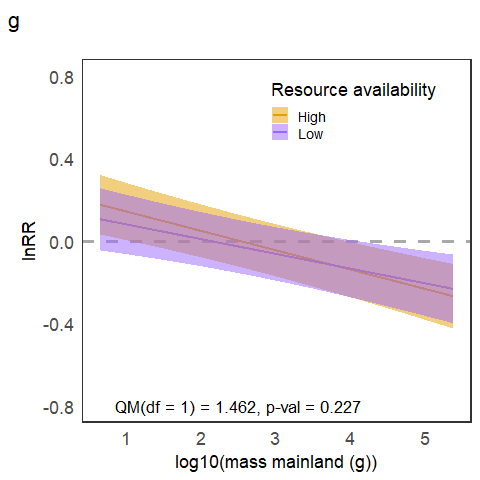 g
Resource availability
High
Low
lnRR
0.8
0.4
0.0
-0.4
-0.8
QM(df = 1) = 1.462, p-val = 0.227
1 2 3 4 5
log10(mass mainland (g))